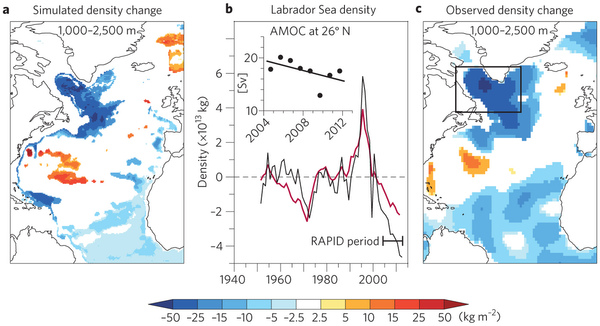 a Simulated density change
1,000–2,500 m
b Labrador Sea density
AMOC at 26° N
[Sv]
20
10
2004
2008
2012
Density (×10¹³ kg)
8
6
4
2
0
−2
−4
RAPID period
1940
1960
1980
2000
c Observed density change
1,000–2,500 m
−50 −25 −15 −10 −5 −2.5 2.5 5 10 15 25 50 (kg m⁻²)